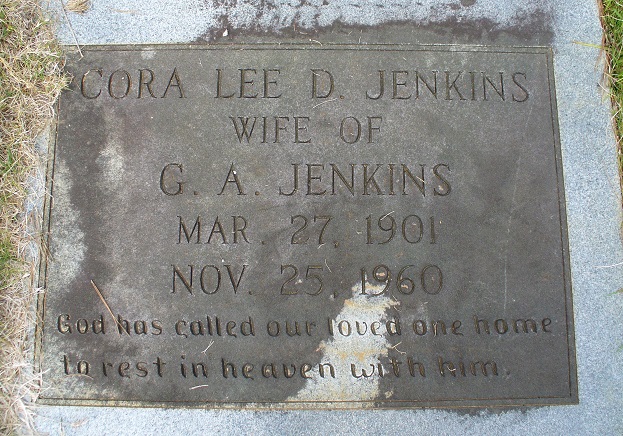 CORA LEE D. JENKINS
WIFE OF
G. A. JENKINS
MAR. 27, 1901
NOV. 25, 1960
God has called our loved one home
to rest in heaven with him.